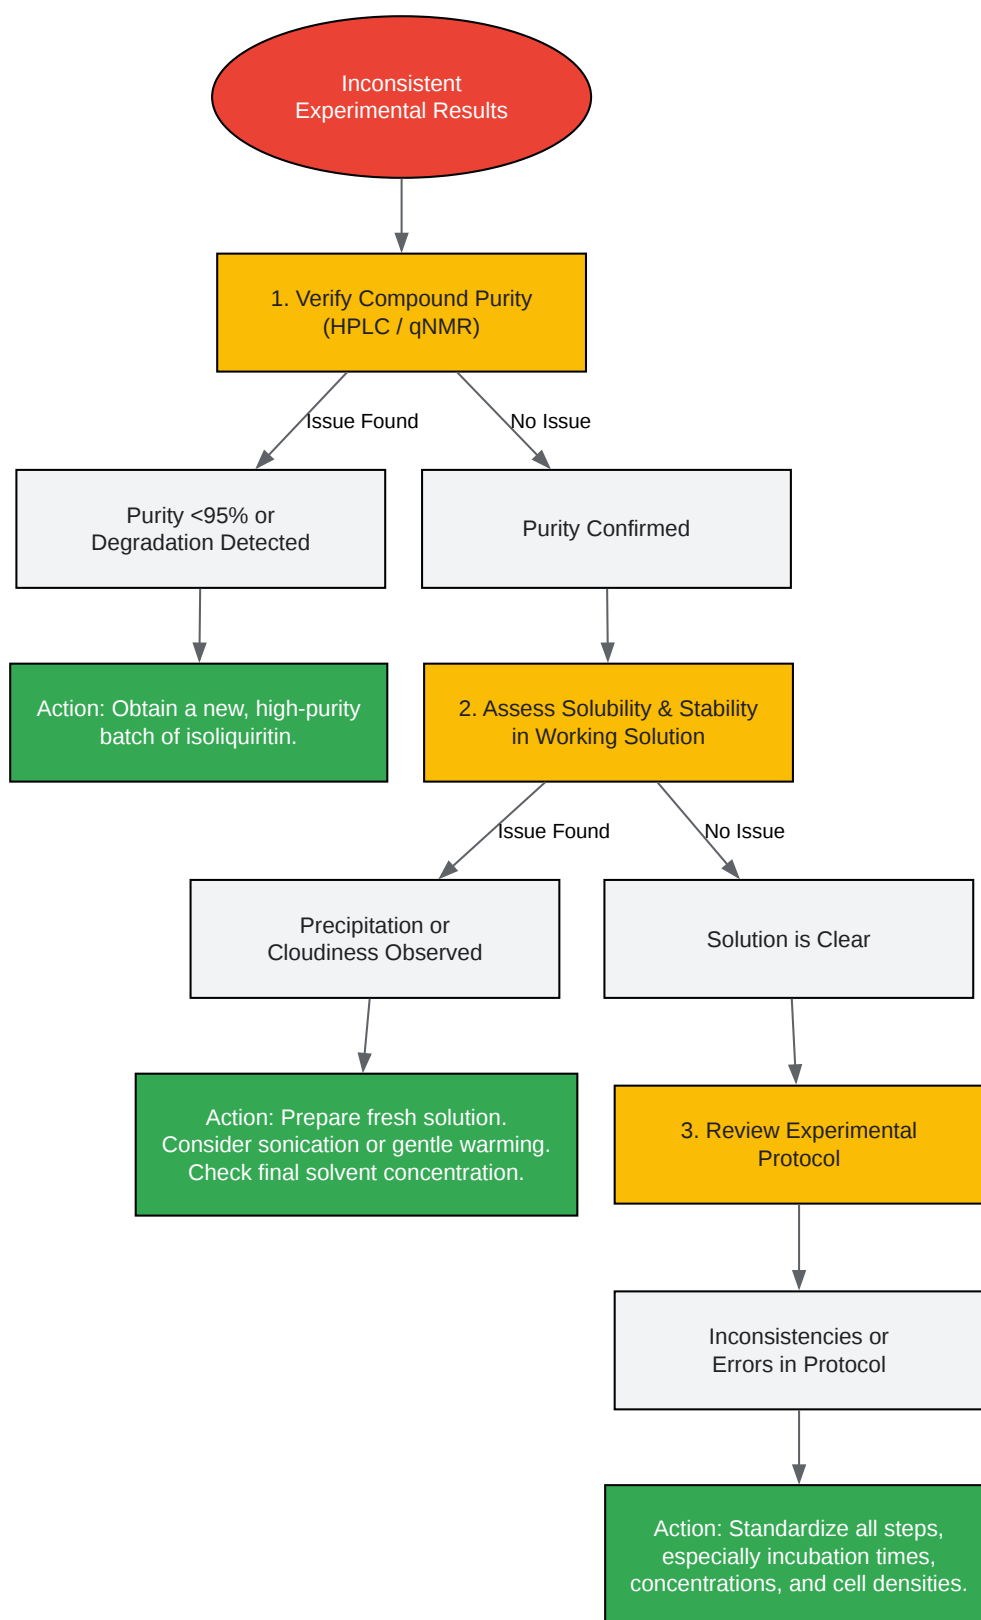 Inconsistent
Experimental Results
1. Verify Compound Purity
(HPLC / qNMR)
Issue Found
No Issue
Purity <95% or
Degradation Detected
Purity Confirmed
Action: Obtain a new, high-purity
batch of isoliquiritin.
2. Assess Solubility & Stability
in Working Solution
Issue Found
No Issue
Precipitation or
Cloudiness Observed
Solution is Clear
Action: Prepare fresh solution.
Consider sonication or gentle warming.
Check final solvent concentration.
3. Review Experimental
Protocol
Inconsistencies or
Errors in Protocol
Action: Standardize all steps,
especially incubation times,
concentrations, and cell densities.